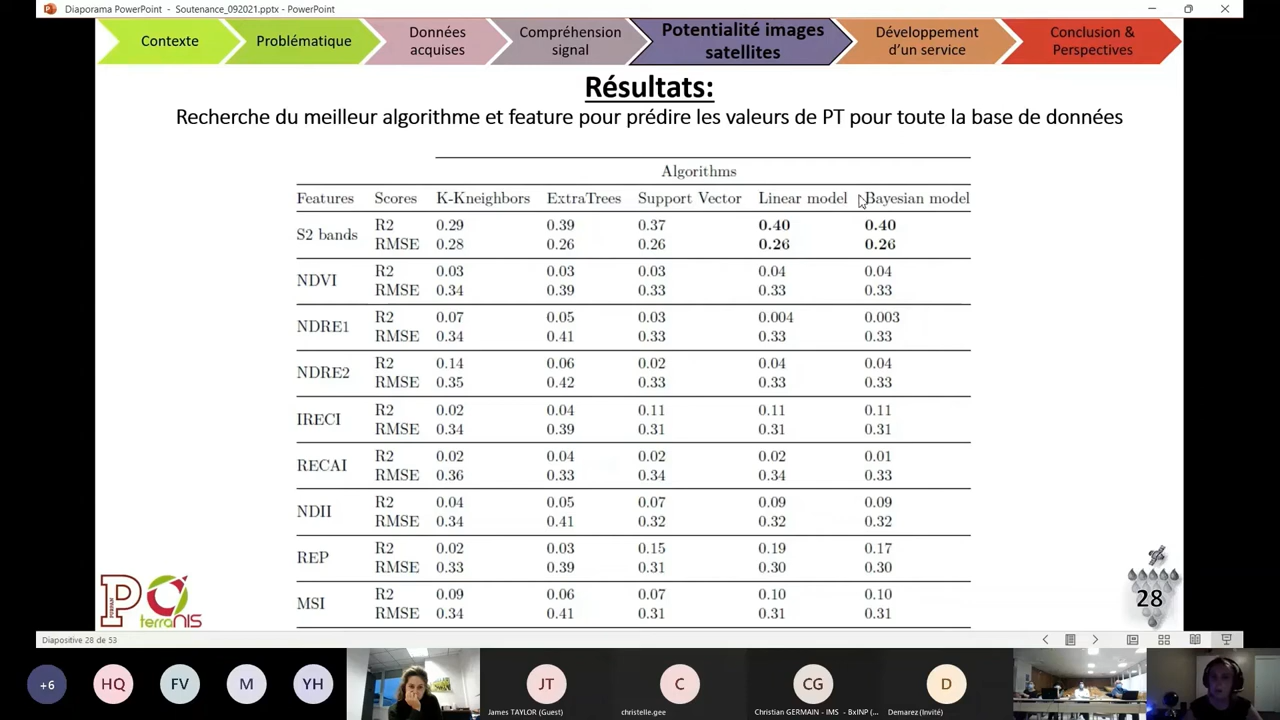 Diaporama PowerPoint - Soutenance_092021.pptx - PowerPoint
Contexte
Problématique
Données
acquises
Compréhension
signal
Potentialité images
satellites
Développement
d'un service
Conclusion &
Perspectives
Résultats:
Recherche du meilleur algorithme et feature pour prédire les valeurs de PT pour toute la base de données
Algorithms
Features Scores K-Kneighbors ExtraTrees Support Vector Linear model Bayesian model
S2 bands
R2 0.29 0.39 0.37 0.40 0.40
RMSE 0.28 0.26 0.26 0.26 0.26
NDVI
R2 0.03 0.03 0.03 0.04 0.04
RMSE 0.34 0.39 0.33 0.33 0.33
NDRE1
R2 0.07 0.05 0.03 0.004 0.003
RMSE 0.34 0.41 0.33 0.33 0.33
NDRE2
R2 0.14 0.06 0.02 0.04 0.04
RMSE 0.35 0.42 0.33 0.33 0.33
IRECI
R2 0.02 0.04 0.11 0.11 0.11
RMSE 0.34 0.39 0.31 0.31 0.31
RECAI
R2 0.02 0.04 0.02 0.02 0.01
RMSE 0.36 0.33 0.34 0.34 0.33
NDII
R2 0.04 0.05 0.07 0.09 0.09
RMSE 0.34 0.41 0.32 0.32 0.32
REP
R2 0.02 0.03 0.15 0.19 0.17
RMSE 0.33 0.39 0.31 0.30 0.30
MSI
R2 0.09 0.06 0.07 0.10 0.10
RMSE 0.34 0.41 0.31 0.31 0.31
P
PURPAN
terraNIS
28
Diapositive 28 de 53
+6
HQ
FV
M
YH
JT
James TAYLOR (Guest)
C
christelle.gee
CG
Christian GERMAIN - IMS - BxINP (...
D
Demarez (Invité)